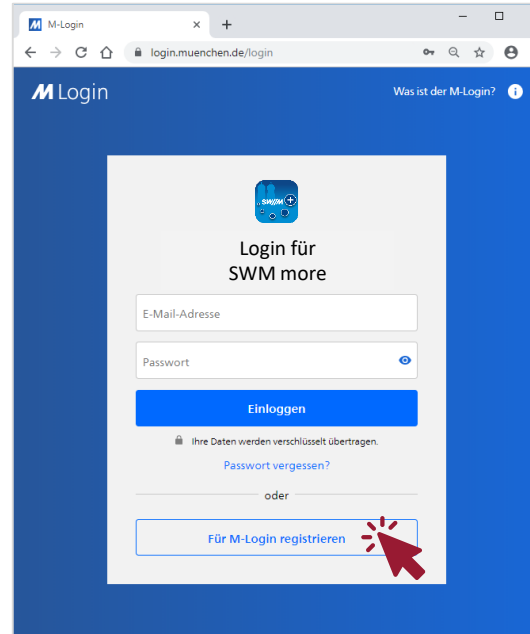 M-Login
login.muenchen.de/login
M Login
Was ist der M-Login?
SWM
Login für
SWM more
E-Mail-Adresse
Passwort
Einloggen
Ihre Daten werden verschlüsselt übertragen.
Passwort vergessen?
oder
Für M-Login registrieren